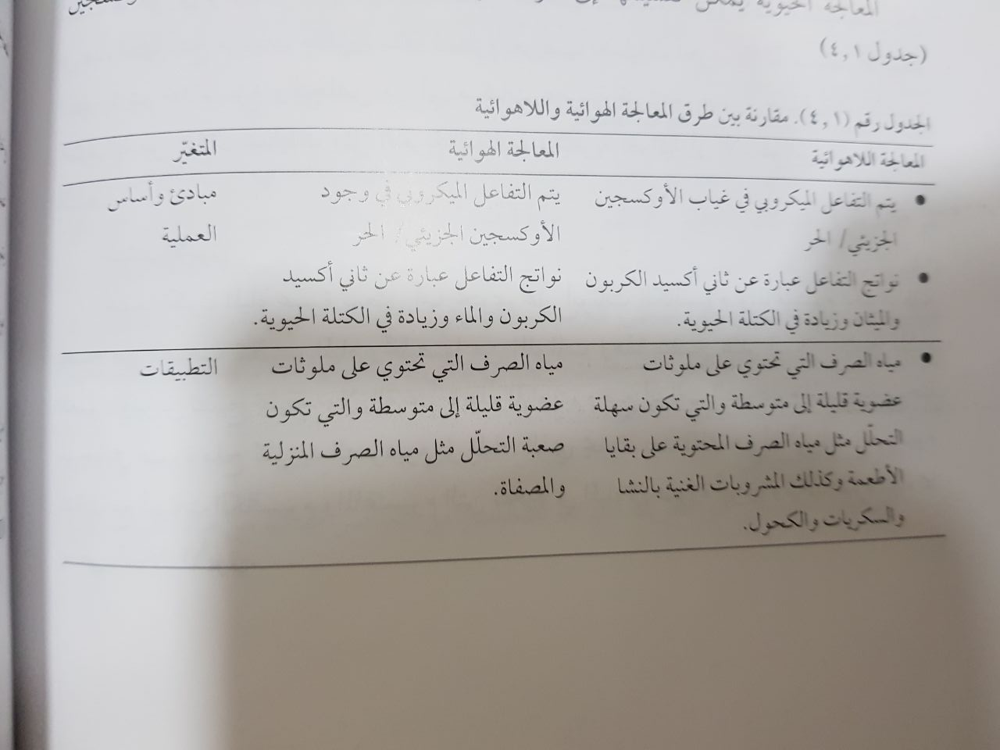 المعالجة الحيوية يمكن
(جدول ٤,١)
الجدول رقم (٤,١). مقارنة بين طرق المعالجة الهوائية واللاهوائية
المعالجة اللاهوائية المعالجة الهوائية المتغيّر
• يتم التفاعل الميكروبي في غياب الأوكسجين يتم التفاعل الميكروبي في وجود مبادئ وأساس
الجزيئي/ الحر الأوكسجين الجزيئي/ الحر العملية
• نواتج التفاعل عبارة عن ثاني أكسيد الكربون نواتج التفاعل عبارة عن ثاني أكسيد
والميثان وزيادة في الكتلة الحيوية. الكربون والماء وزيادة في الكتلة الحيوية.
• مياه الصرف التي تحتوي على ملوثات مياه الصرف التي تحتوي على ملوثات التطبيقات
عضوية قليلة إلى متوسطة والتي تكون سهلة عضوية قليلة إلى متوسطة والتي تكون
التحلّل مثل مياه الصرف المحتوية على بقايا صعبة التحلّل مثل مياه الصرف المنزلية
الأطعمة وكذلك المشروبات الغنية بالنشا والمصفاة.
والسكريات والكحول.